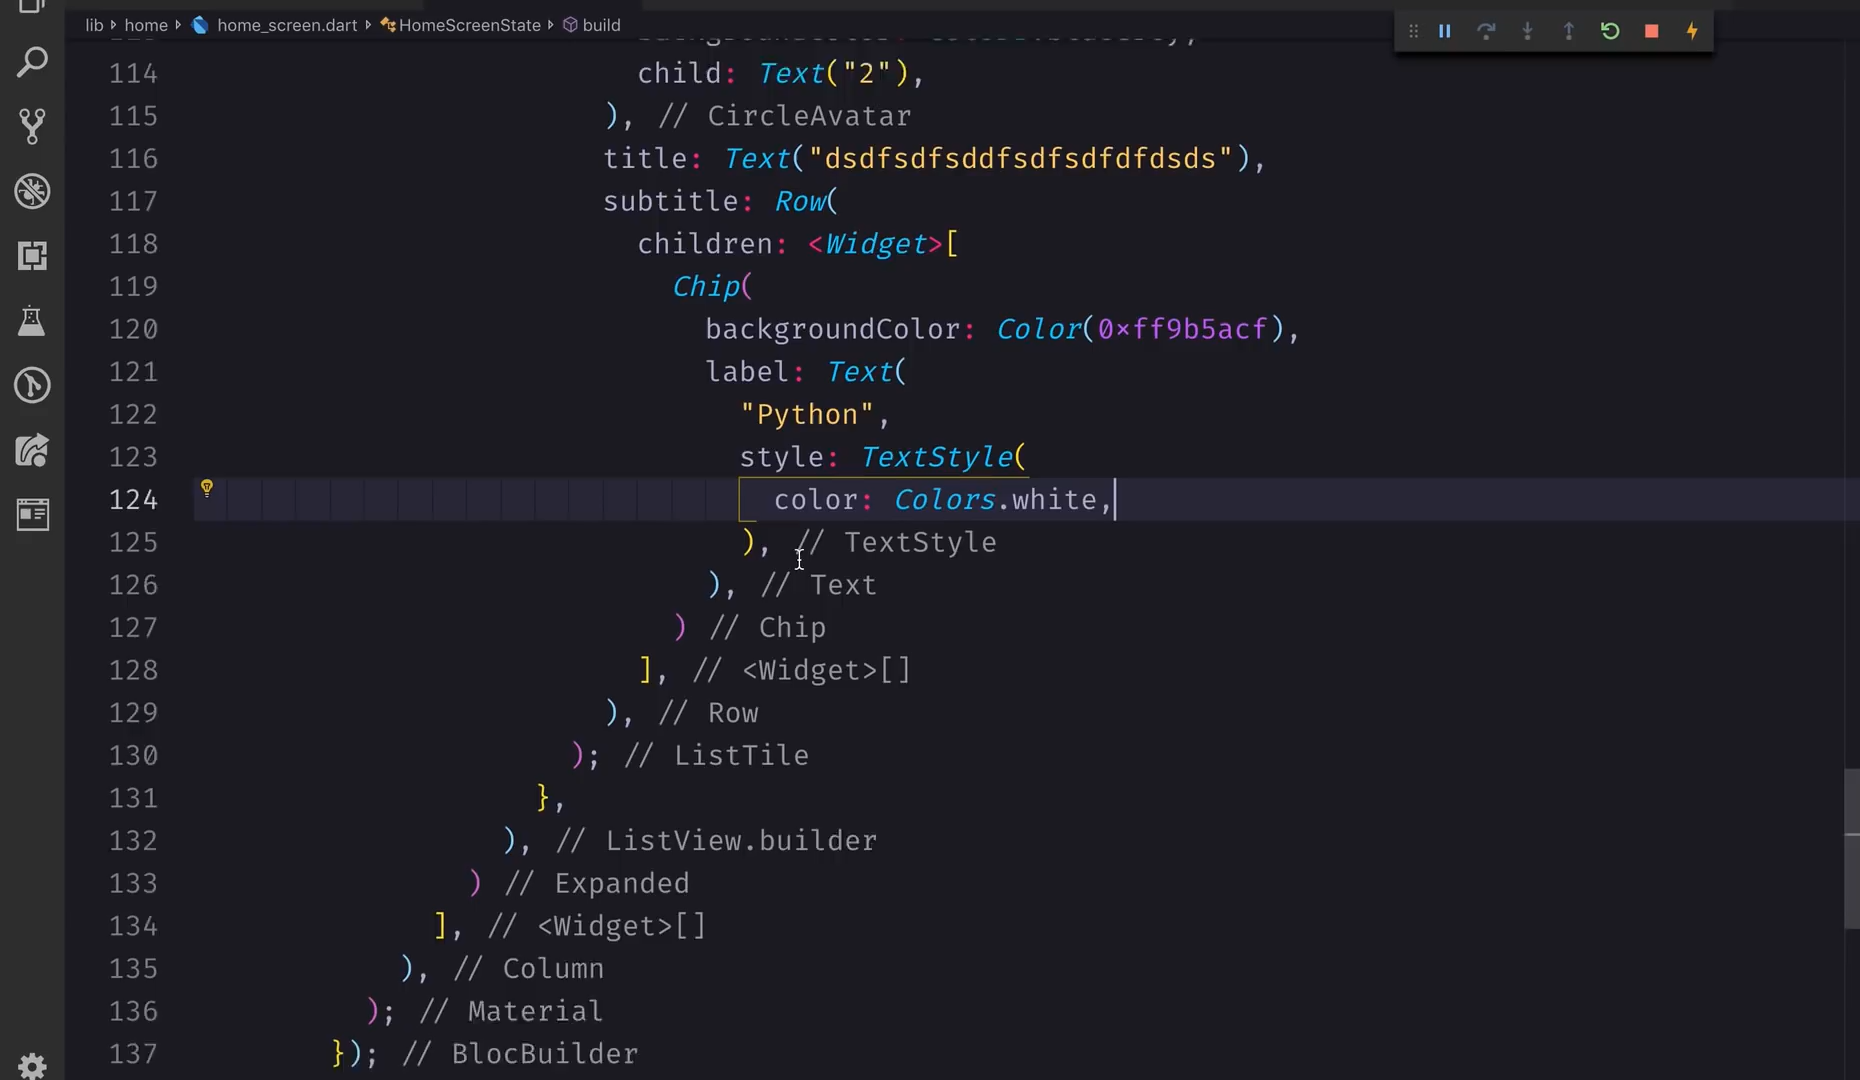 lib › home › home_screen.dart › HomeScreenState › build
114 child: Text("2"),
115 ), // CircleAvatar
116 title: Text("dsdfsdfsddfsdfsdfdfdsds"),
117 subtitle: Row(
118 children: <Widget>[
119 Chip(
120 backgroundColor: Color(0xff9b5acf),
121 label: Text(
122 "Python",
123 style: TextStyle(
124 color: Colors.white,
125 ), // TextStyle
126 ), // Text
127 ) // Chip
128 ], // <Widget>[]
129 ), // Row
130 ); // ListTile
131 },
132 ), // ListView.builder
133 ) // Expanded
134 ], // <Widget>[]
135 ), // Column
136 ); // Material
137 }); // BlocBuilder